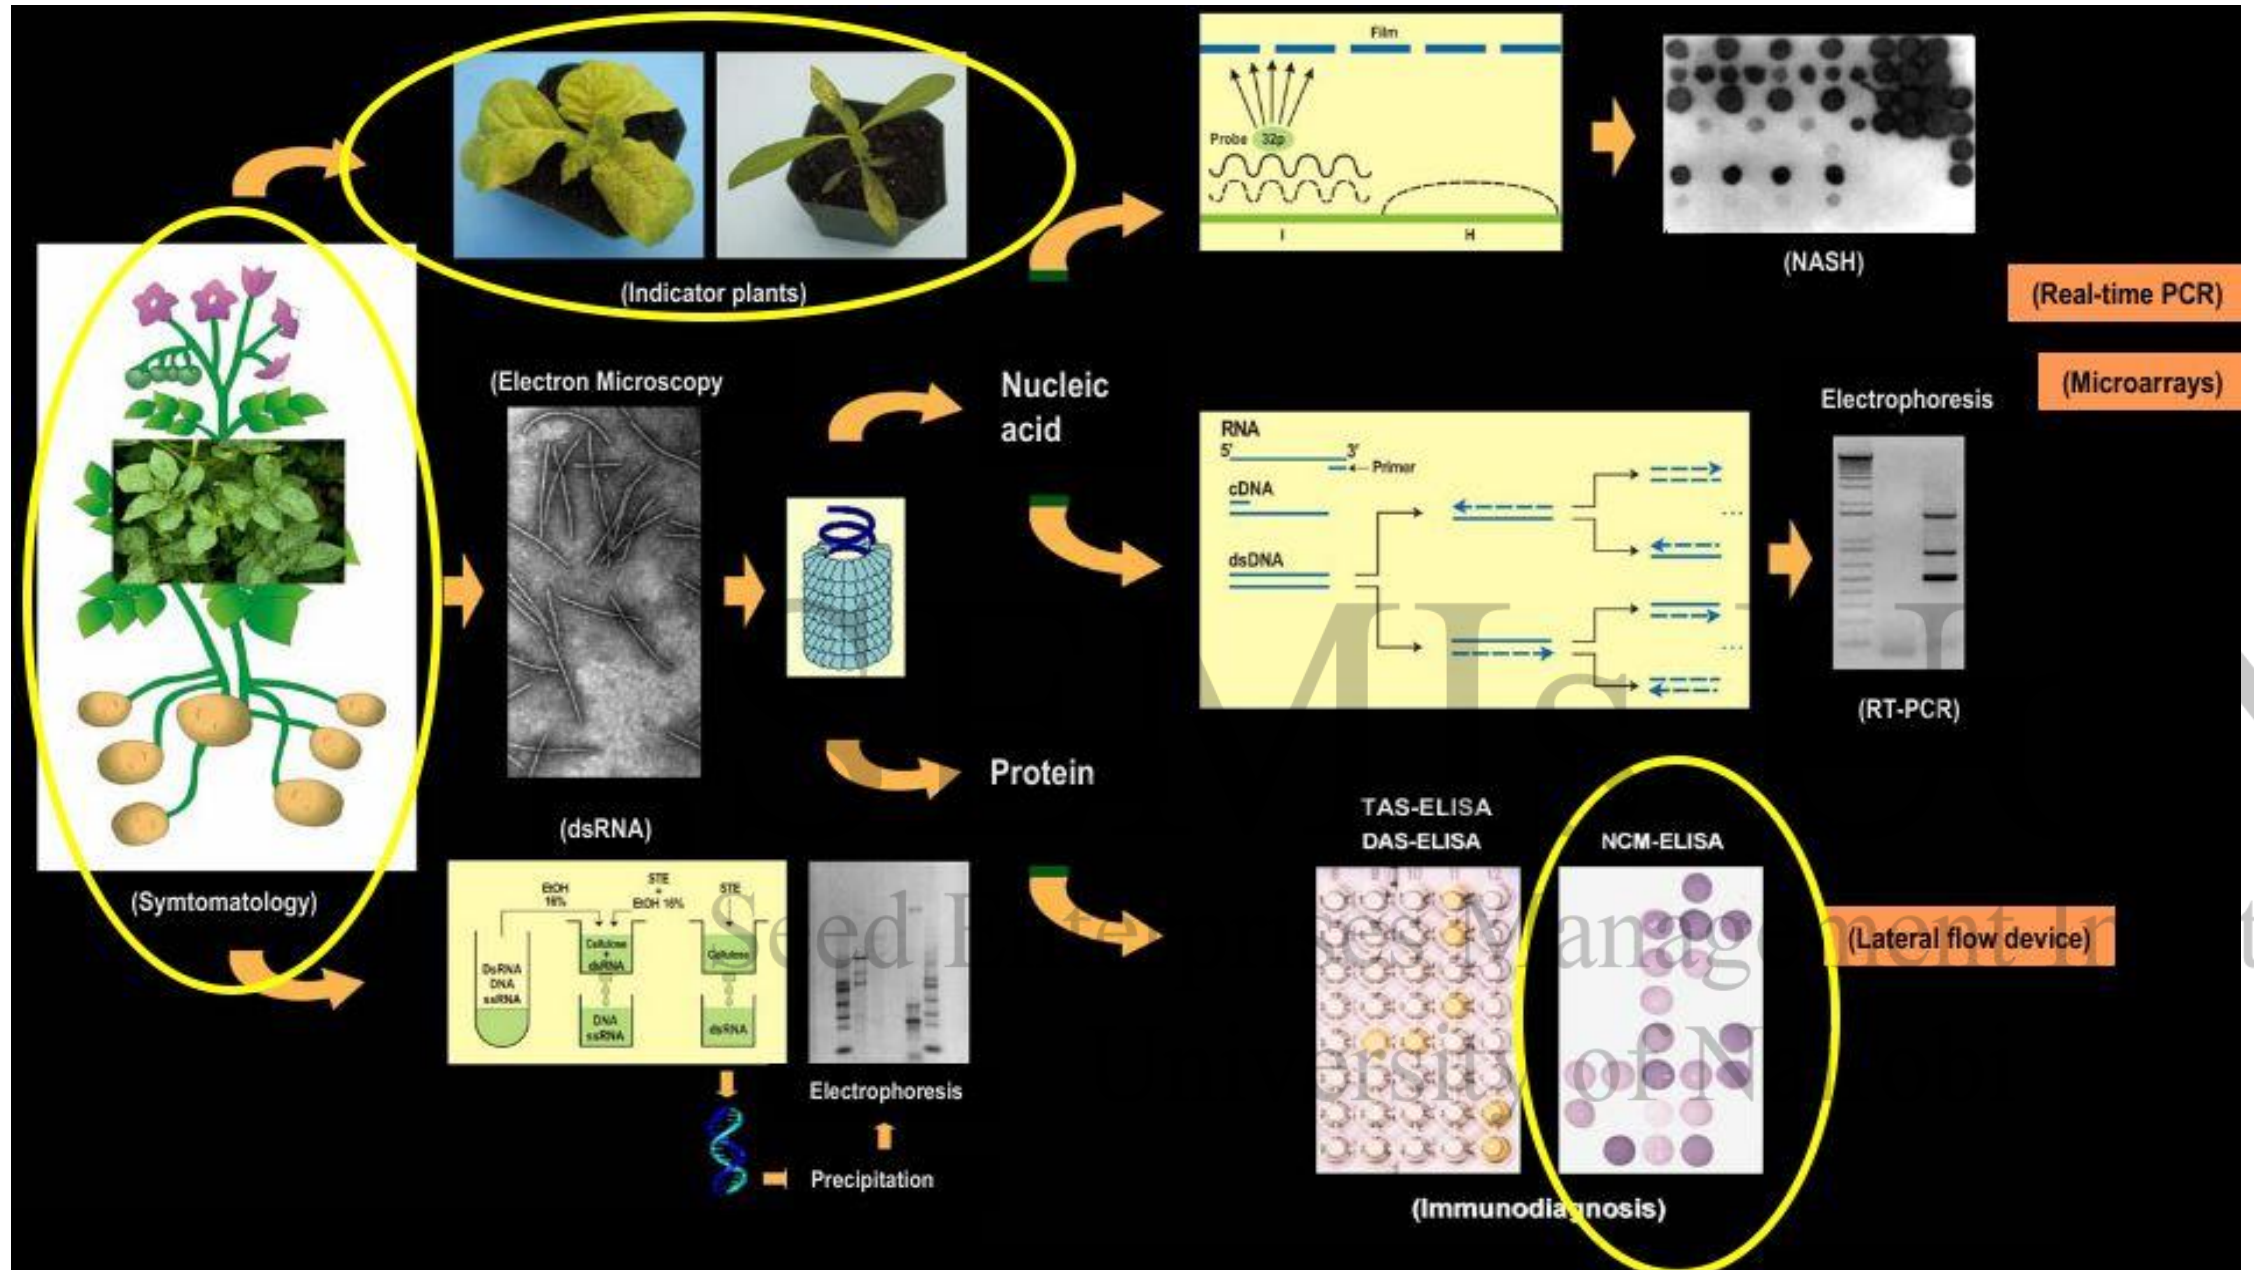 Film
Probe 32p
I H
(NASH)
(Indicator plants)
(Real-time PCR)
(Microarrays)
(Electron Microscopy
Nucleic
acid
Electrophoresis
RNA
5' 3'
Primer
cDNA
dsDNA
...
...
(RT-PCR)
Protein
(dsRNA)
(Symtomatology)
EtOH
16%
STE
+
EtOH 16%
STE
Cellulose
+
dsRNA
Cellulose
DsRNA
DNA
ssRNA
DNA
ssRNA
dsRNA
Electrophoresis
Precipitation
TAS-ELISA
DAS-ELISA
NCM-ELISA
(Lateral flow device)
(Immunodiagnosis)
Seed Enterprises Management
University of